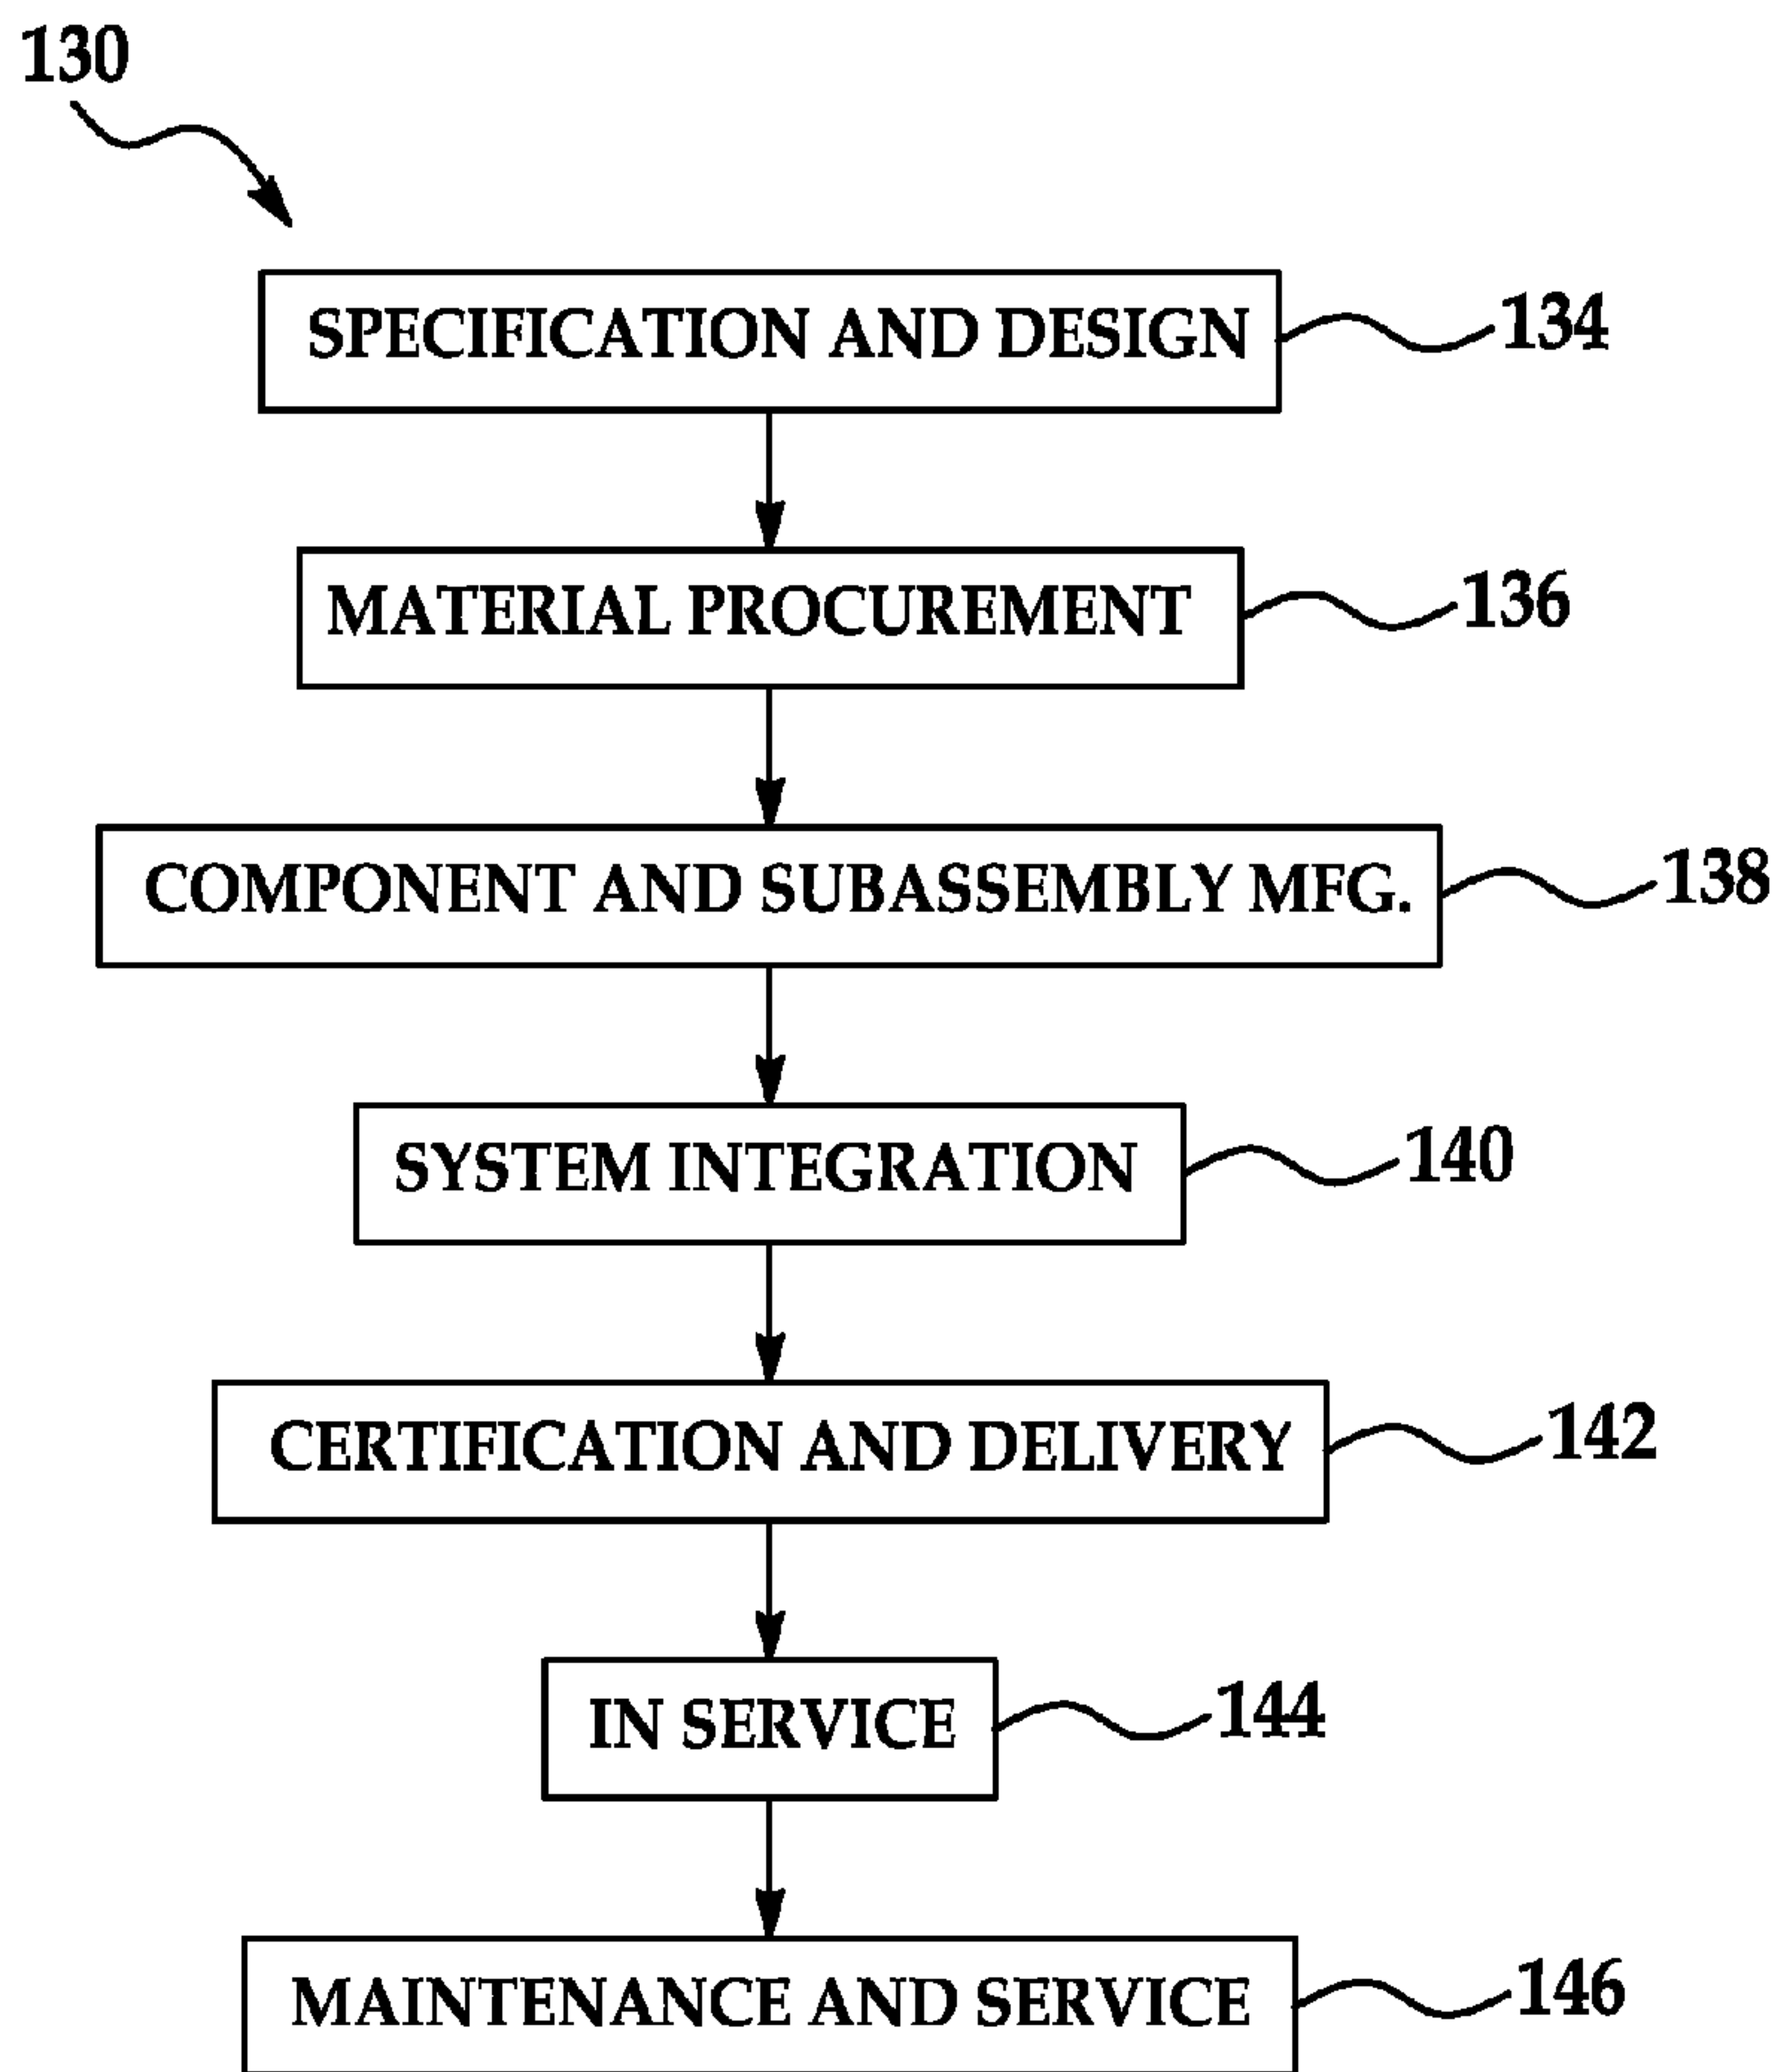 130
SPECIFICATION AND DESIGN 134
MATERIAL PROCUREMENT 136
COMPONENT AND SUBASSEMBLY MFG. 138
SYSTEM INTEGRATION 140
CERTIFICATION AND DELIVERY 142
IN SERVICE 144
MAINTENANCE AND SERVICE 146